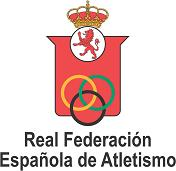 Real Federación
Española de Atletismo